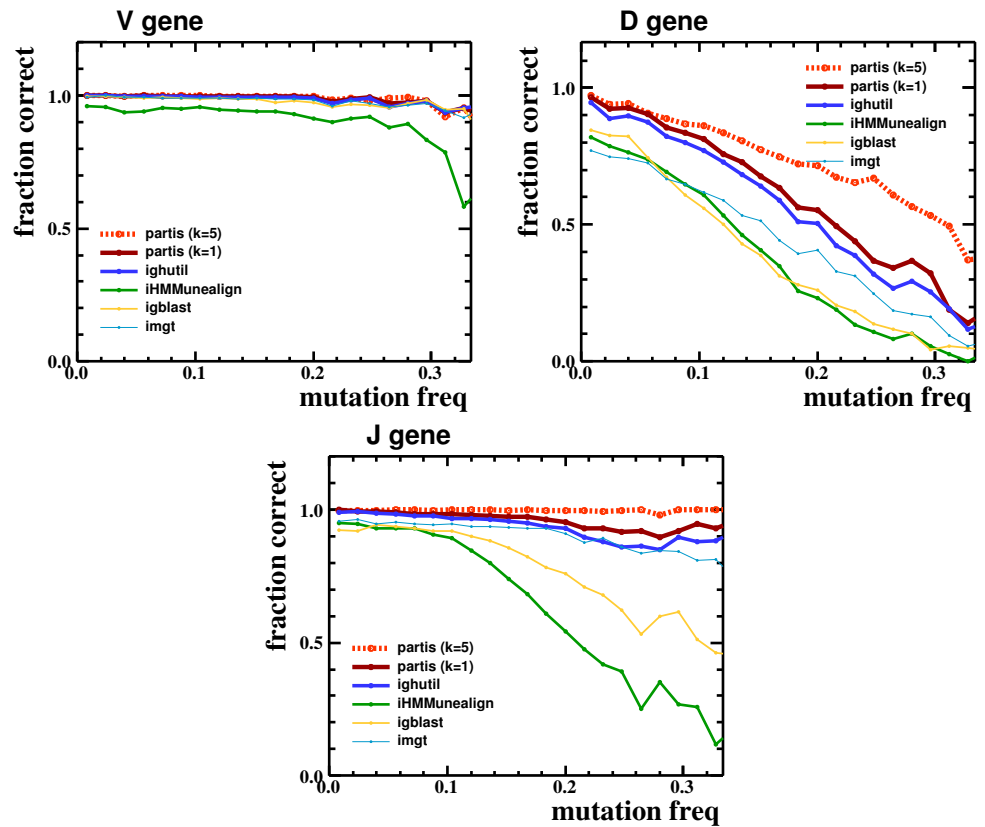 V gene
fraction correct
1.0
0.5
0.0
partis (k=5)
partis (k=1)
ighutil
iHMMunealign
igblast
imgt
0.0 0.1 0.2 0.3
mutation freq
D gene
fraction correct
1.0
0.5
0.0
partis (k=5)
partis (k=1)
ighutil
iHMMunealign
igblast
imgt
0.0 0.1 0.2 0.3
mutation freq
J gene
fraction correct
1.0
0.5
0.0
partis (k=5)
partis (k=1)
ighutil
iHMMunealign
igblast
imgt
0.0 0.1 0.2 0.3
mutation freq